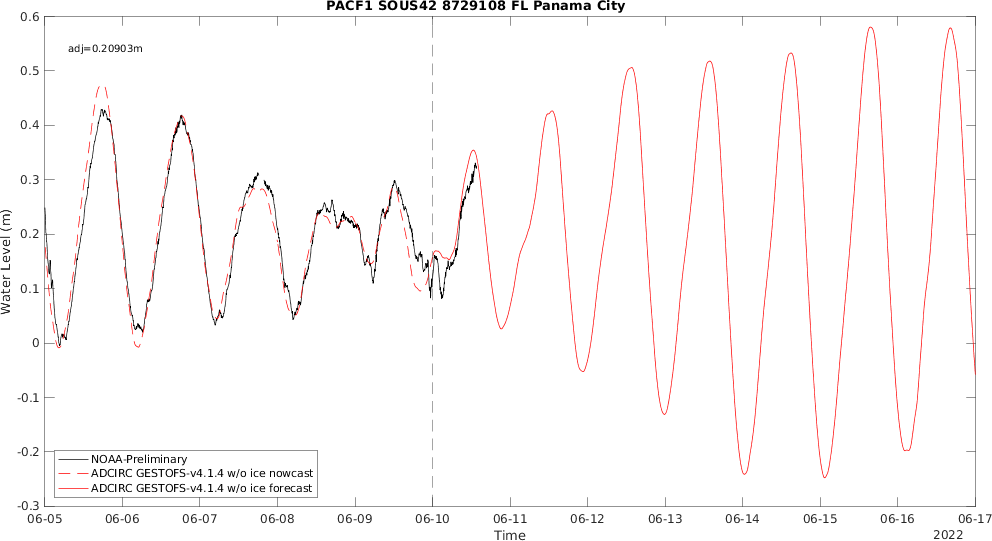 PACF1 SOUS42 8729108 FL Panama City
adj=0.20903m
0.6
0.5
0.4
0.3
0.2
0.1
0
-0.1
-0.2
-0.3
Water Level (m)
NOAA-Preliminary
ADCIRC GESTOFS-v4.1.4 w/o ice nowcast
ADCIRC GESTOFS-v4.1.4 w/o ice forecast
06-05 06-06 06-07 06-08 06-09 06-10 06-11 06-12 06-13 06-14 06-15 06-16 06-17
Time
2022